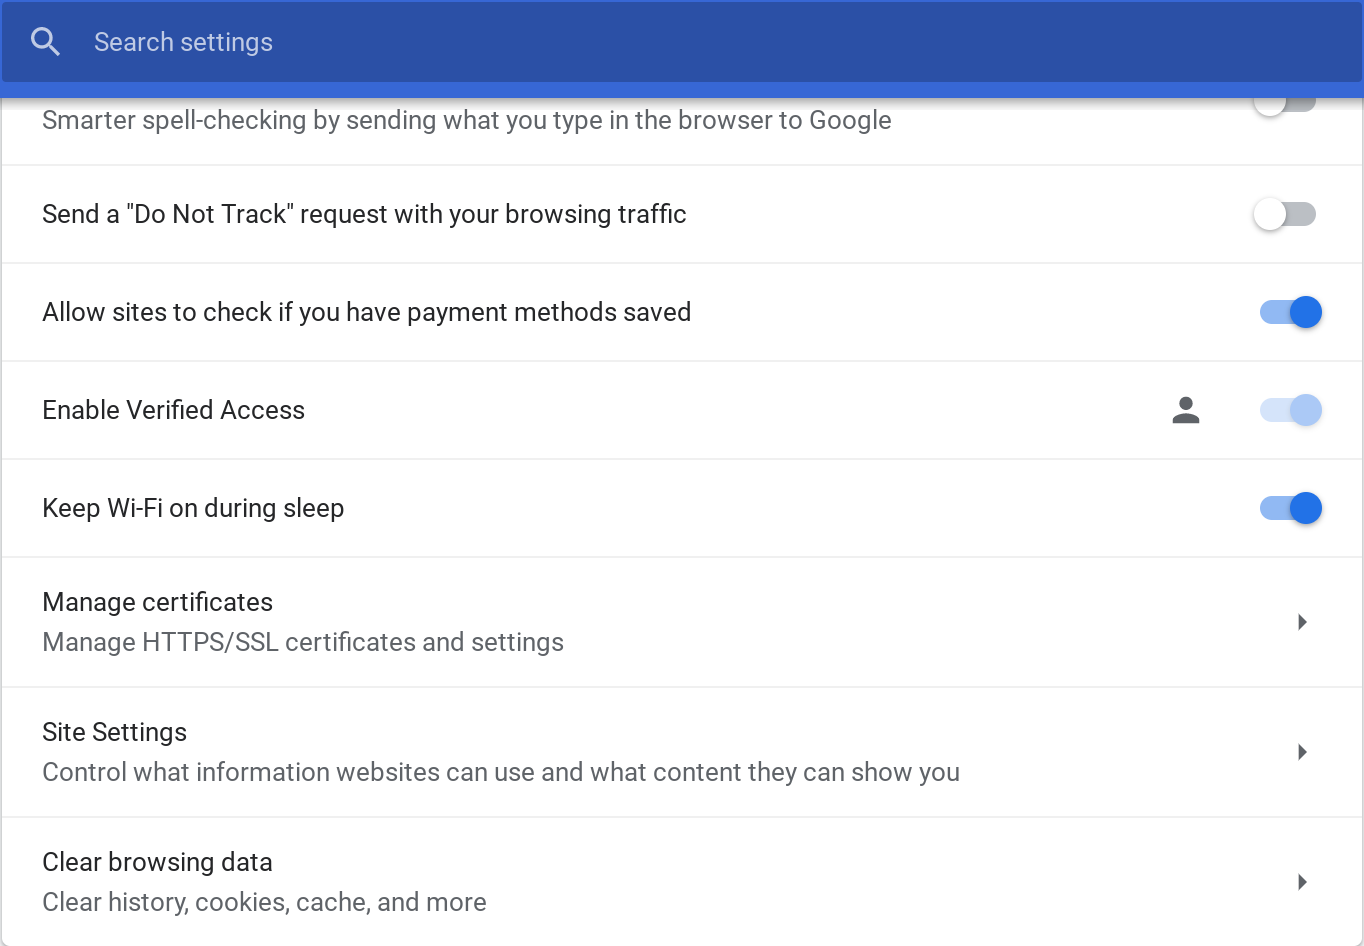 Search settings
Smarter spell-checking by sending what you type in the browser to Google
Send a "Do Not Track" request with your browsing traffic
Allow sites to check if you have payment methods saved
Enable Verified Access
Keep Wi-Fi on during sleep
Manage certificates
Manage HTTPS/SSL certificates and settings
Site Settings
Control what information websites can use and what content they can show you
Clear browsing data
Clear history, cookies, cache, and more